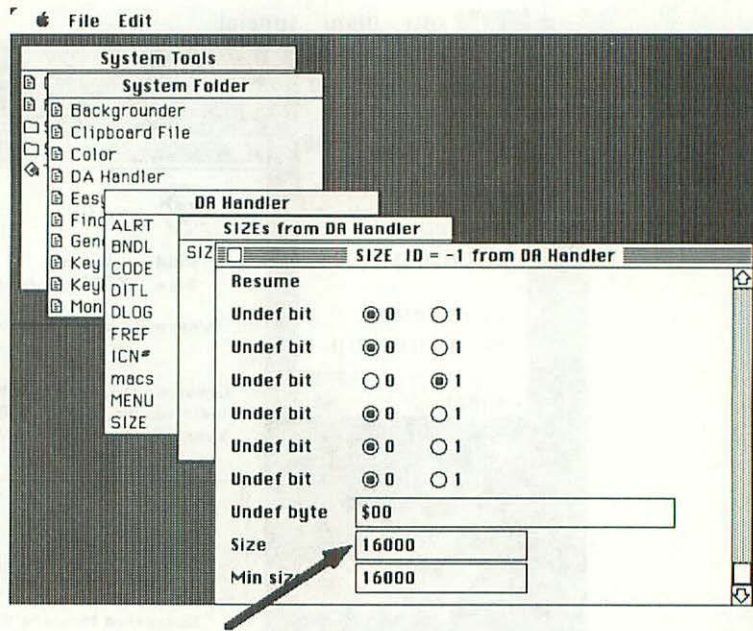 File Edit
System Tools
System Folder
Backgrounder
Clipboard File
Color
DA Handler
Eas
Find
Gen
Key
Key
Mon
DA Handler
ALRT
BNDL
CODE
DITL
DLOG
FREF
ICN#
macs
MENU
SIZE
SIZEs from DA Handler
SIZ
SIZE ID = -1 from DA Handler
Resume
Undef bit 0 1
Undef bit 0 1
Undef bit 0 1
Undef bit 0 1
Undef bit 0 1
Undef bit 0 1
Undef byte $00
Size 16000
Min siz 16000